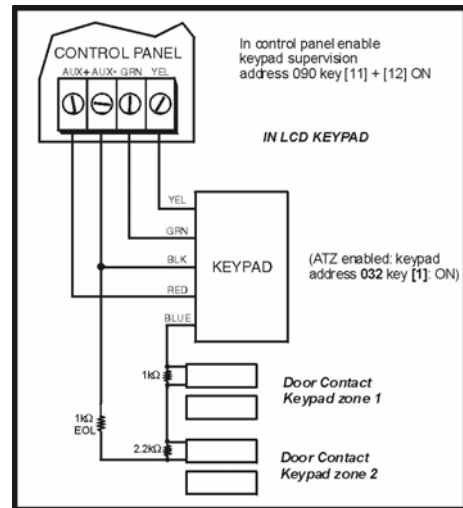 CONTROL PANEL
AUX+ AUX- GRN YEL
In control panel enable
keypad supervision
address 090 key [11] + [12] ON
IN LCD KEYPAD
YEL
GRN
BLK
RED
BLUE
KEYPAD
(ATZ enabled: keypad
address 032 key [1]: ON)
1kΩ
Door Contact
Keypad zone 1
1kΩ
EOL
2.2kΩ
Door Contact
Keypad zone 2